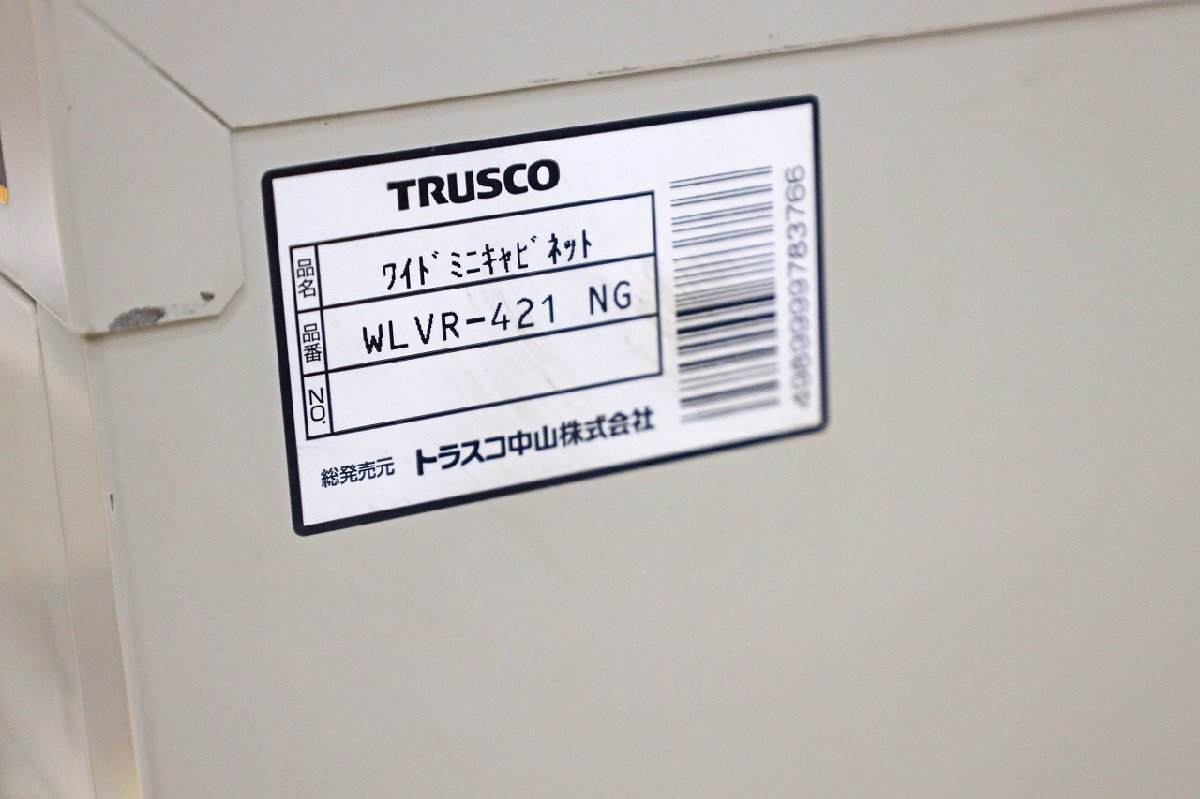 TRUSCO
品名 ﾜｲﾄﾞﾐﾆｷｬﾋﾞﾈｯﾄ
品番 WLVR-421 NG
NO.
総発売元 トラスコ中山株式会社
4989999783766